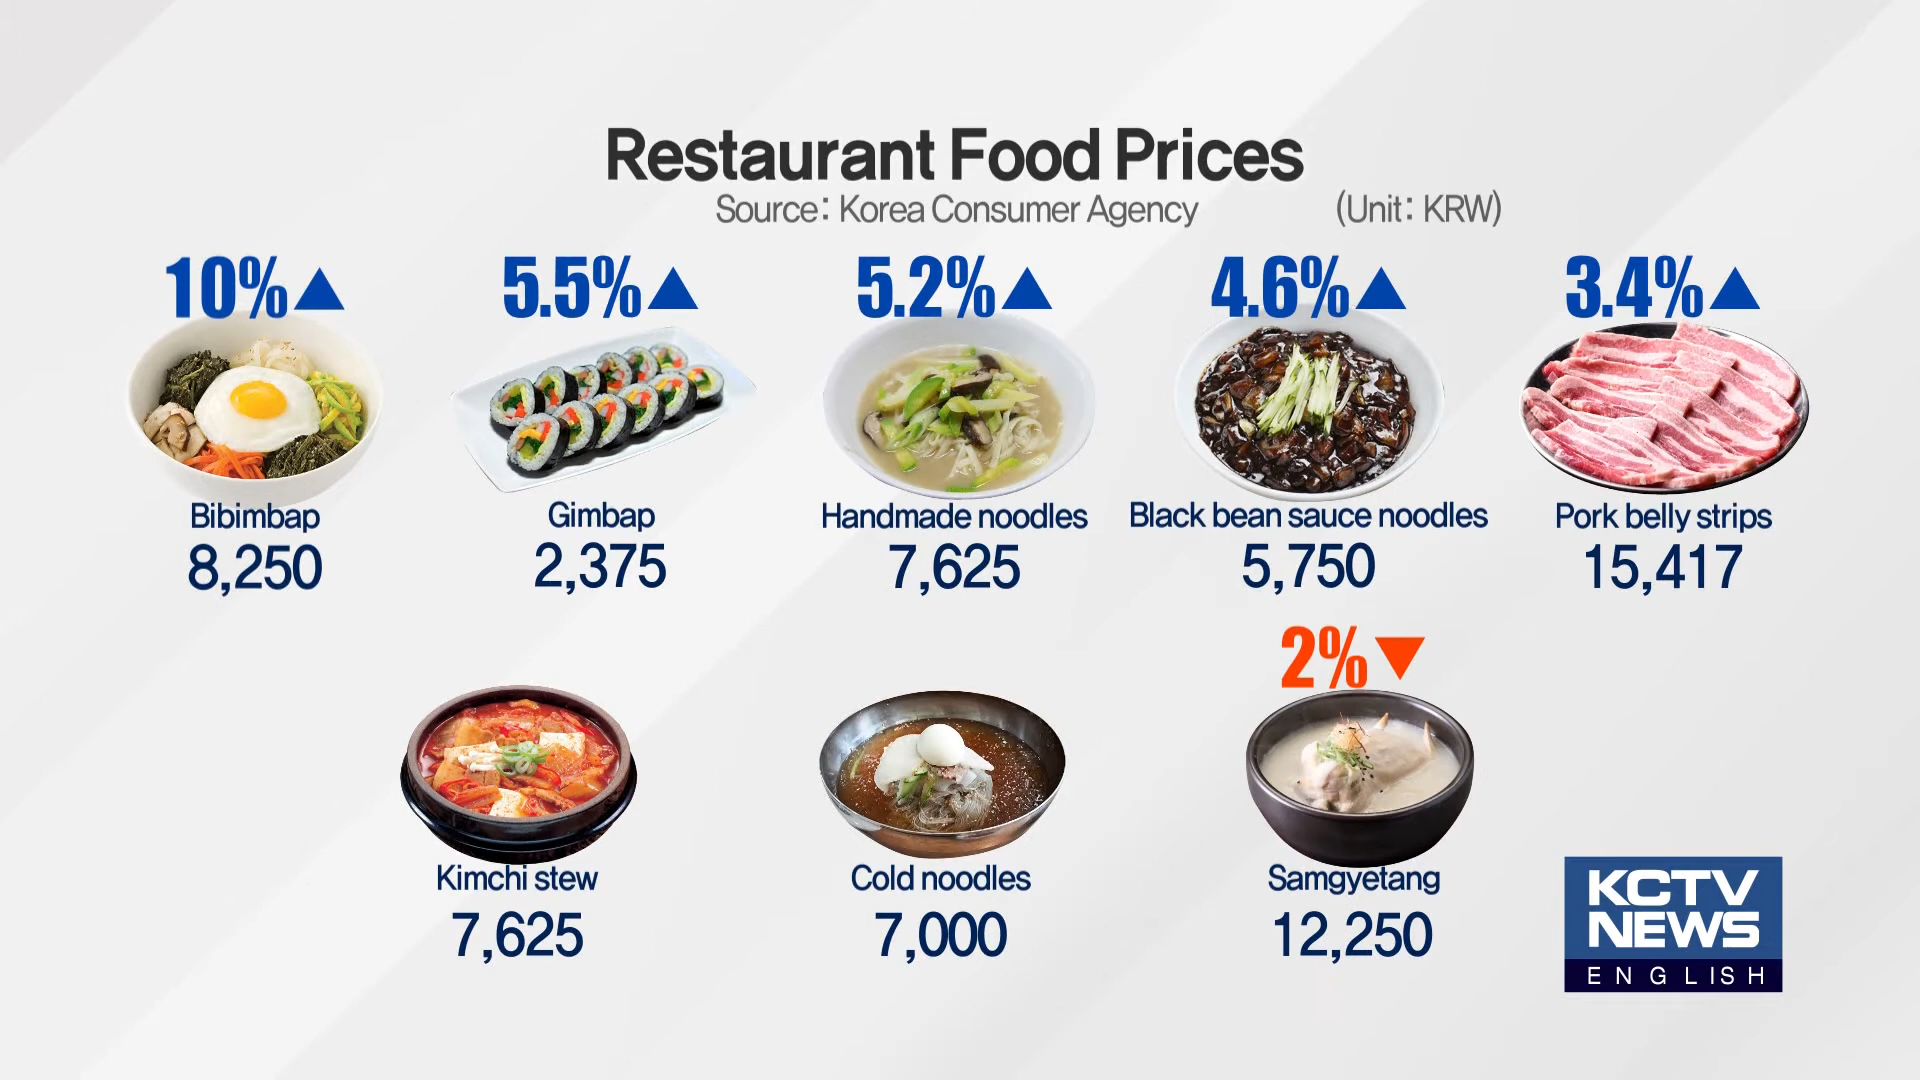 Restaurant Food Prices
Source: Korea Consumer Agency (Unit: KRW)
10%▲ 5.5%▲ 5.2%▲ 4.6%▲ 3.4%▲
Bibimbap Gimbap Handmade noodles Black bean sauce noodles Pork belly strips
8,250 2,375 7,625 5,750 15,417
2%▼
Kimchi stew Cold noodles Samgyetang
7,625 7,000 12,250
KCTV
NEWS
ENGLISH